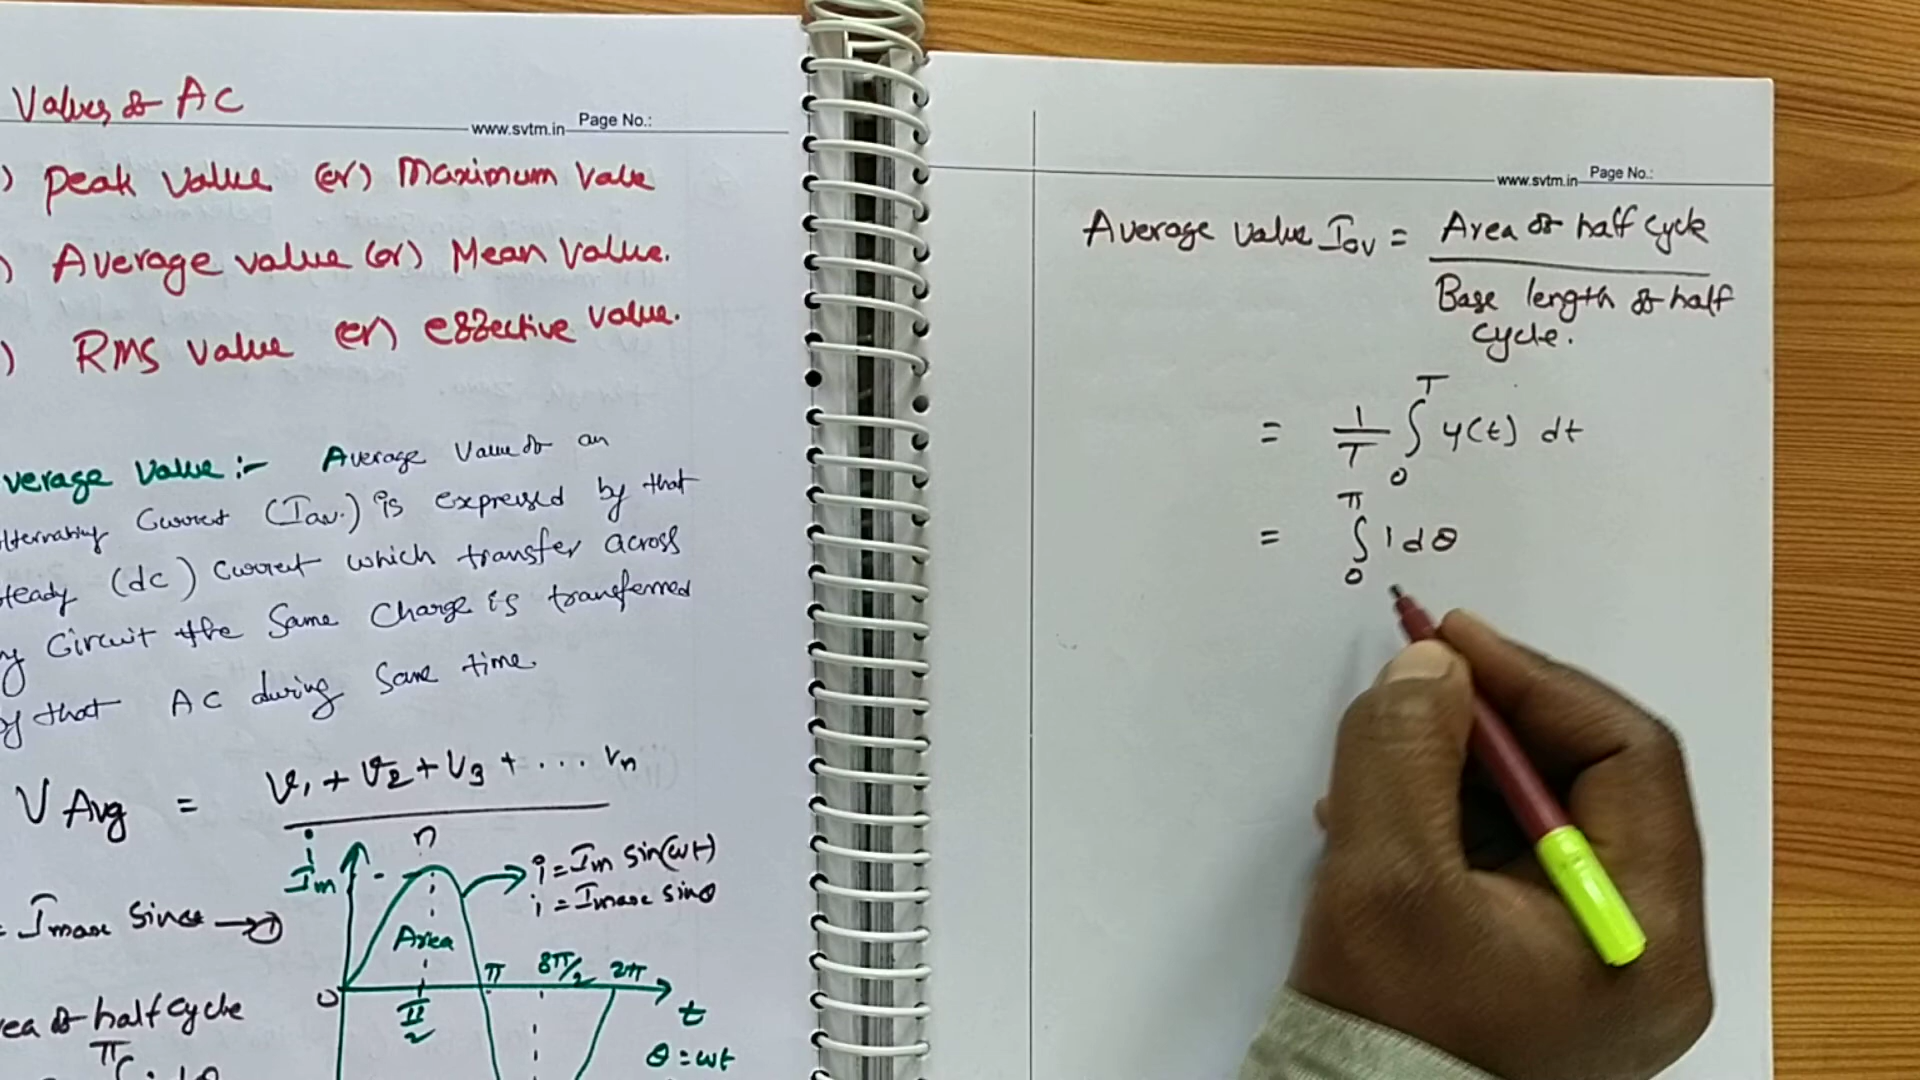 Values of AC
www.svtm.in Page No.:
) Peak value (or) Maximum Value
) Average value (or) Mean value.
) RMS value (or) effective value.
verage value :- Average Value of an
lternating Current (Iav.) is expressed by that
teady (dc) current which transfer across
y Circuit the Same Charge is transferred
y that AC during Same time.
V Avg = V1 + V2 + V3 + ... Vn
n
i
Im
i = Im Sin(ωt)
i = Imax sinθ
= Imax Sin →①
Area
0
π/2
π
3π/2
2π
t
θ = ωt
ea of half cycle
π
www.svtm.in Page No.:
Average value Iav = Area of half cycle
Base length of half
cycle.
= 1/T ∫₀ᵀ y(t) dt
= ∫₀^π i dθ